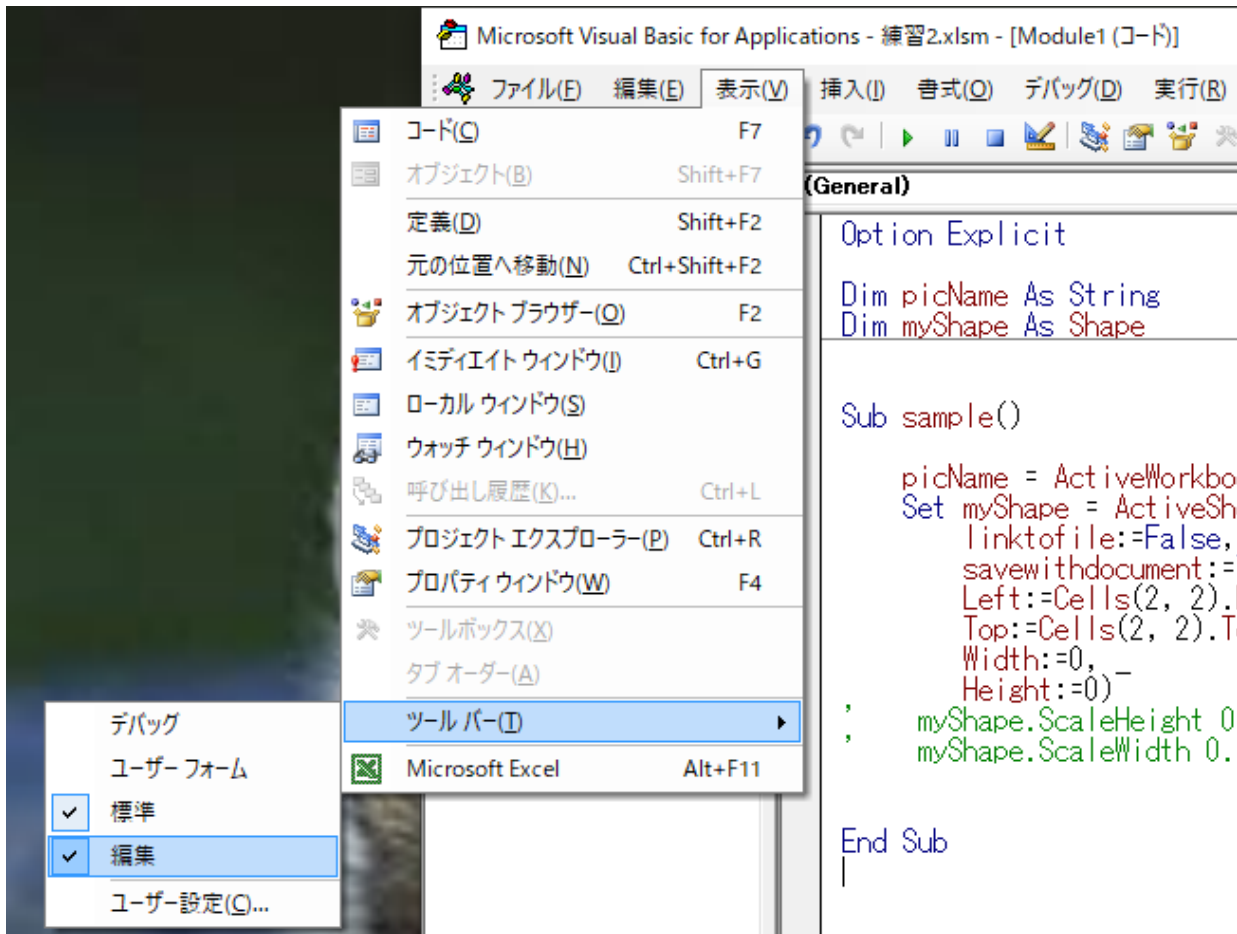 Microsoft Visual Basic for Applications - 練習2.xlsm - [Module1 (コード)]
ファイル(F) 編集(E) 表示(V) 挿入(I) 書式(O) デバッグ(D) 実行(R)
コード(C) F7
オブジェクト(B) Shift+F7
定義(D) Shift+F2
元の位置へ移動(N) Ctrl+Shift+F2
オブジェクト ブラウザー(O) F2
イミディエイト ウィンドウ(I) Ctrl+G
ローカル ウィンドウ(S)
ウォッチ ウィンドウ(H)
呼び出し履歴(K)... Ctrl+L
プロジェクト エクスプローラー(P) Ctrl+R
プロパティ ウィンドウ(W) F4
ツールボックス(X)
タブ オーダー(A)
ツール バー(T)
Microsoft Excel Alt+F11
デバッグ
ユーザー フォーム
標準
編集
ユーザー設定(C)...
(General)
Option Explicit
Dim picName As String
Dim myShape As Shape
Sub sample()
picName = ActiveWorkbo
Set myShape = ActiveSh
linktofile:=False,
savewithdocument:=
Left:=Cells(2, 2).
Top:=Cells(2, 2).T
Width:=0, _
Height:=0)
' myShape.ScaleHeight 0
' myShape.ScaleWidth 0.
End Sub